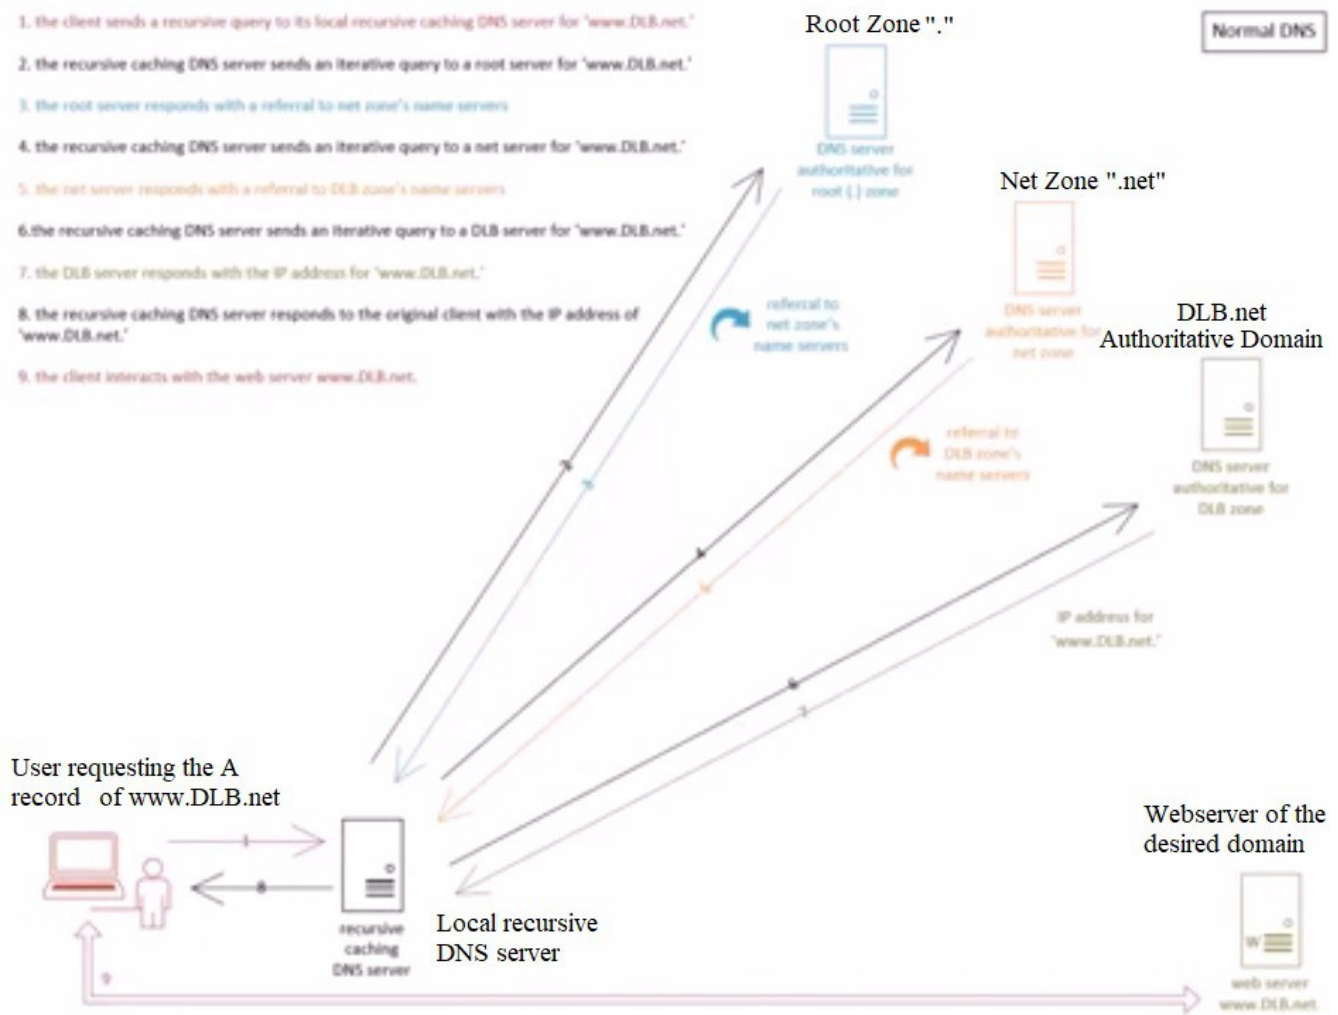 1. the client sends a recursive query to its local recursive caching DNS server for 'www.DLB.net.'
2. the recursive caching DNS server sends an iterative query to a root server for 'www.DLB.net.'
3. the root server responds with a referral to net zone's name servers
4. the recursive caching DNS server sends an iterative query to a net server for 'www.DLB.net.'
5. the net server responds with a referral to DLB zone's name servers
6.the recursive caching DNS server sends an iterative query to a DLB server for 'www.DLB.net.'
7. the DLB server responds with the IP address for 'www.DLB.net.'
8. the recursive caching DNS server responds to the original client with the IP address of
'www.DLB.net.'
9. the client interacts with the web server www.DLB.net.
Normal DNS
Root Zone "."
DNS server
authoritative for
root (.) zone
Net Zone ".net"
DNS server
authoritative for
net zone
DLB.net
Authoritative Domain
DNS server
authoritative for
DLB zone
referral to
net zone's
name servers
referral to
DLB zone's
name servers
IP address for
'www.DLB.net.'
2
3
4
5
6
7
User requesting the A
record of www.DLB.net
1
8
recursive
caching
DNS server
Local recursive
DNS server
9
Webserver of the
desired domain
W
web server
www.DLB.net